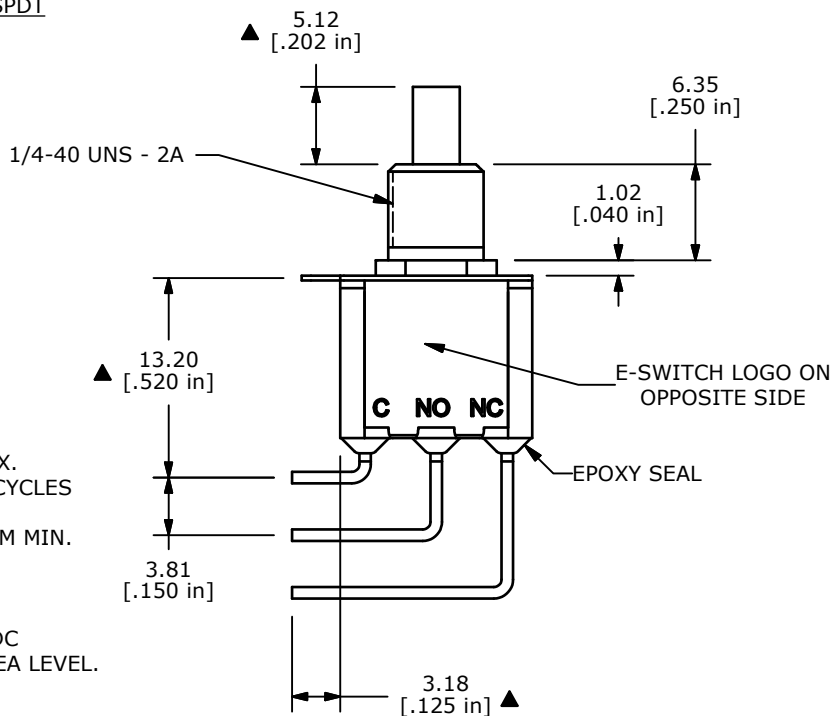 SPDT
5.12
▲ [.202 in]
6.35
[.250 in]
1/4-40 UNS - 2A
1.02
[.040 in]
13.20
▲ [.520 in]
E-SWITCH LOGO ON
OPPOSITE SIDE
C NO NC
X.
CYCLES
EPOXY SEAL
M MIN.
3.81
[.150 in]
DC
EA LEVEL.
3.18
[.125 in] ▲